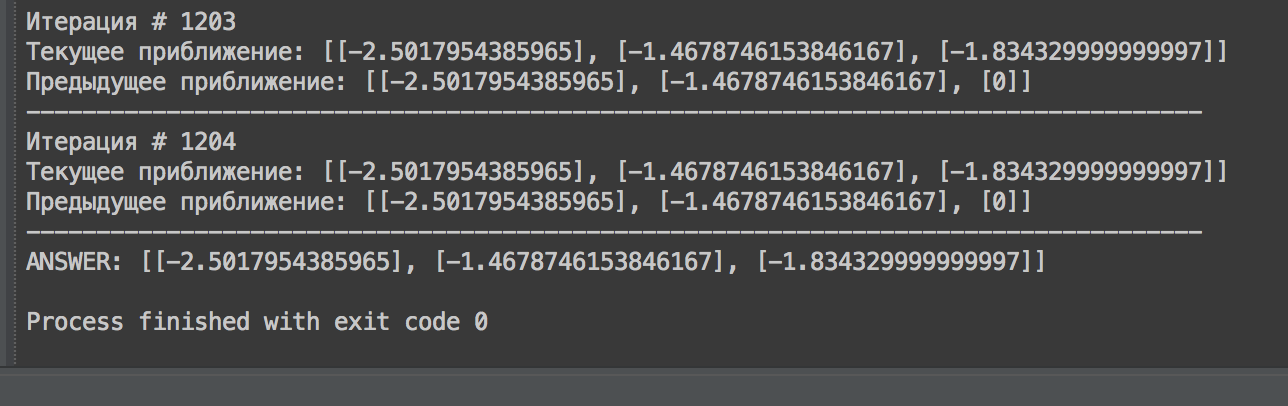 Итерация # 1203
Текущее приближение: [[-2.5017954385965], [-1.4678746153846167], [-1.834329999999997]]
Предыдущее приближение: [[-2.5017954385965], [-1.4678746153846167], [0]]
------------------------------------------------------------------------------------
Итерация # 1204
Текущее приближение: [[-2.5017954385965], [-1.4678746153846167], [-1.834329999999997]]
Предыдущее приближение: [[-2.5017954385965], [-1.4678746153846167], [0]]
------------------------------------------------------------------------------------
ANSWER: [[-2.5017954385965], [-1.4678746153846167], [-1.834329999999997]]
Process finished with exit code 0